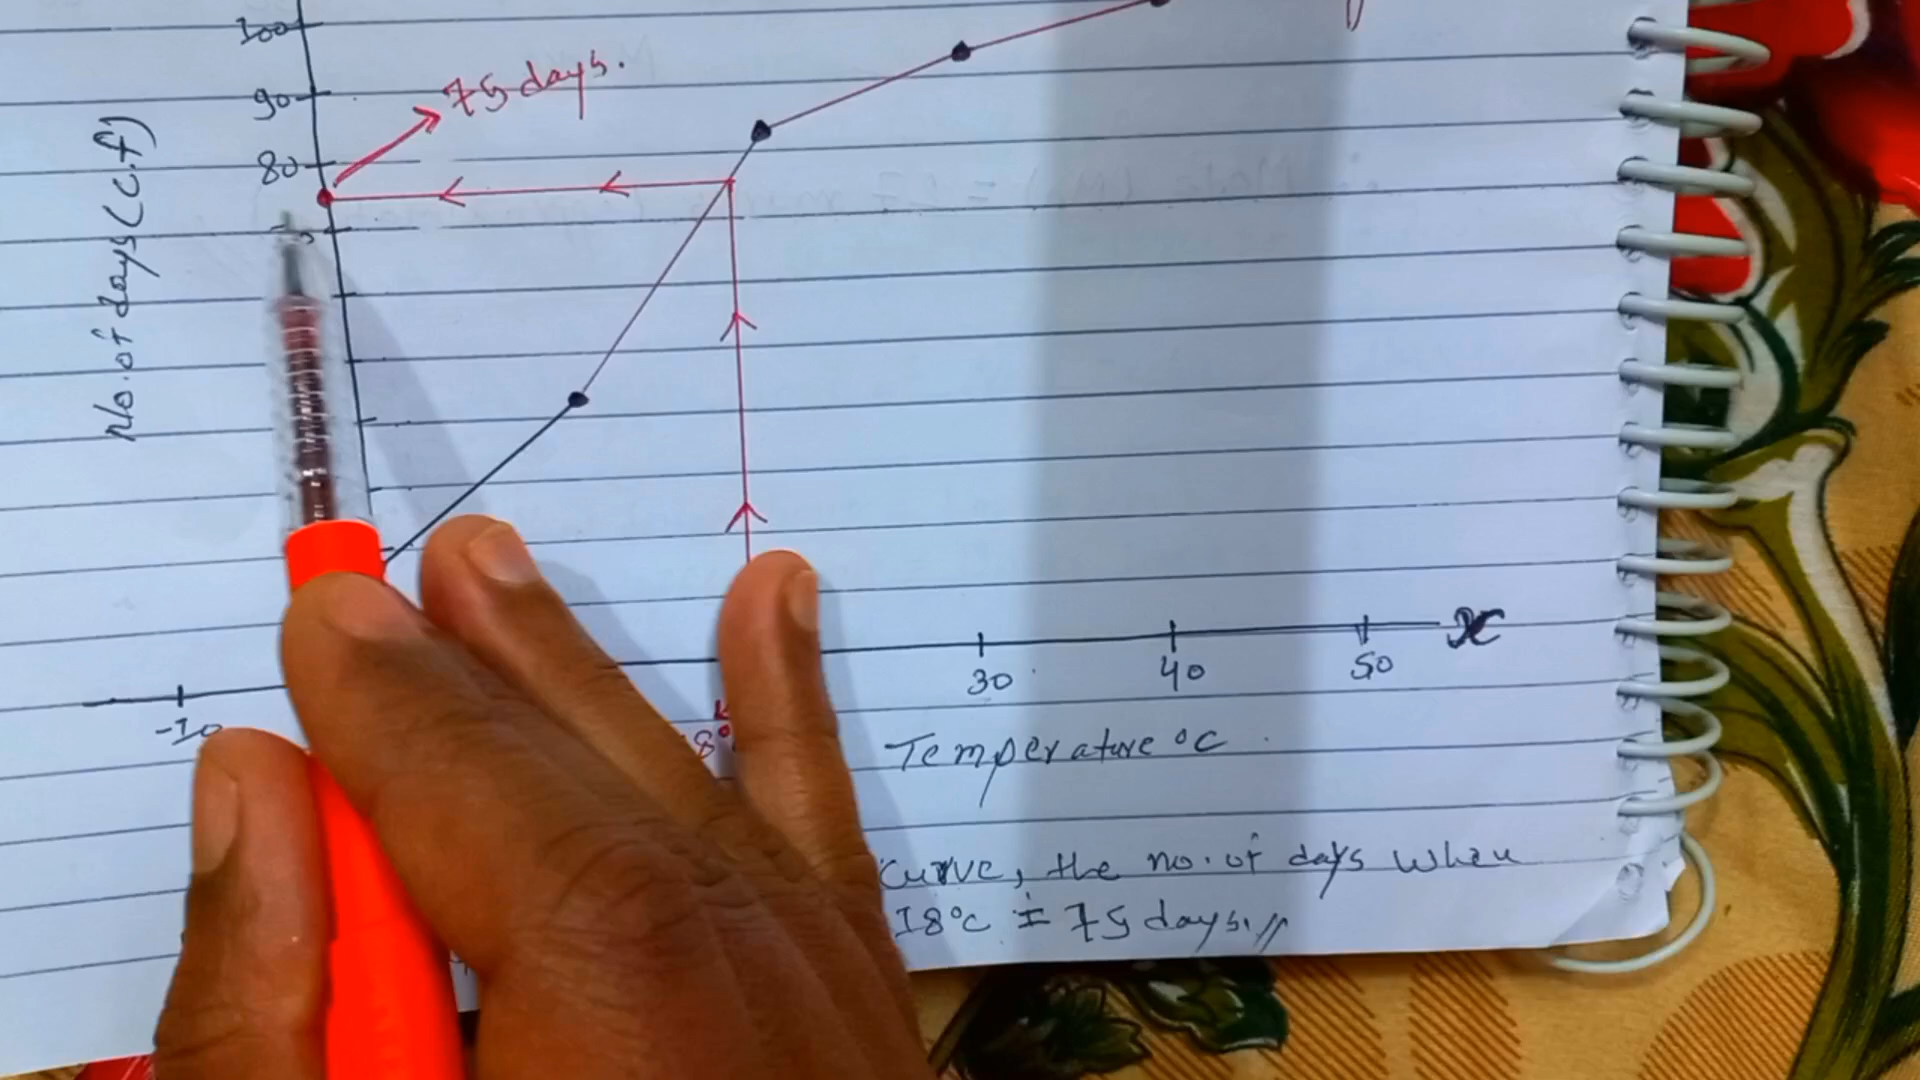 100
75 days.
90
80
No. of days (c.f)
x
30
40
50
-10
8°
Temperature °C
Curve, the no. of days when
18°C = 75 days.//